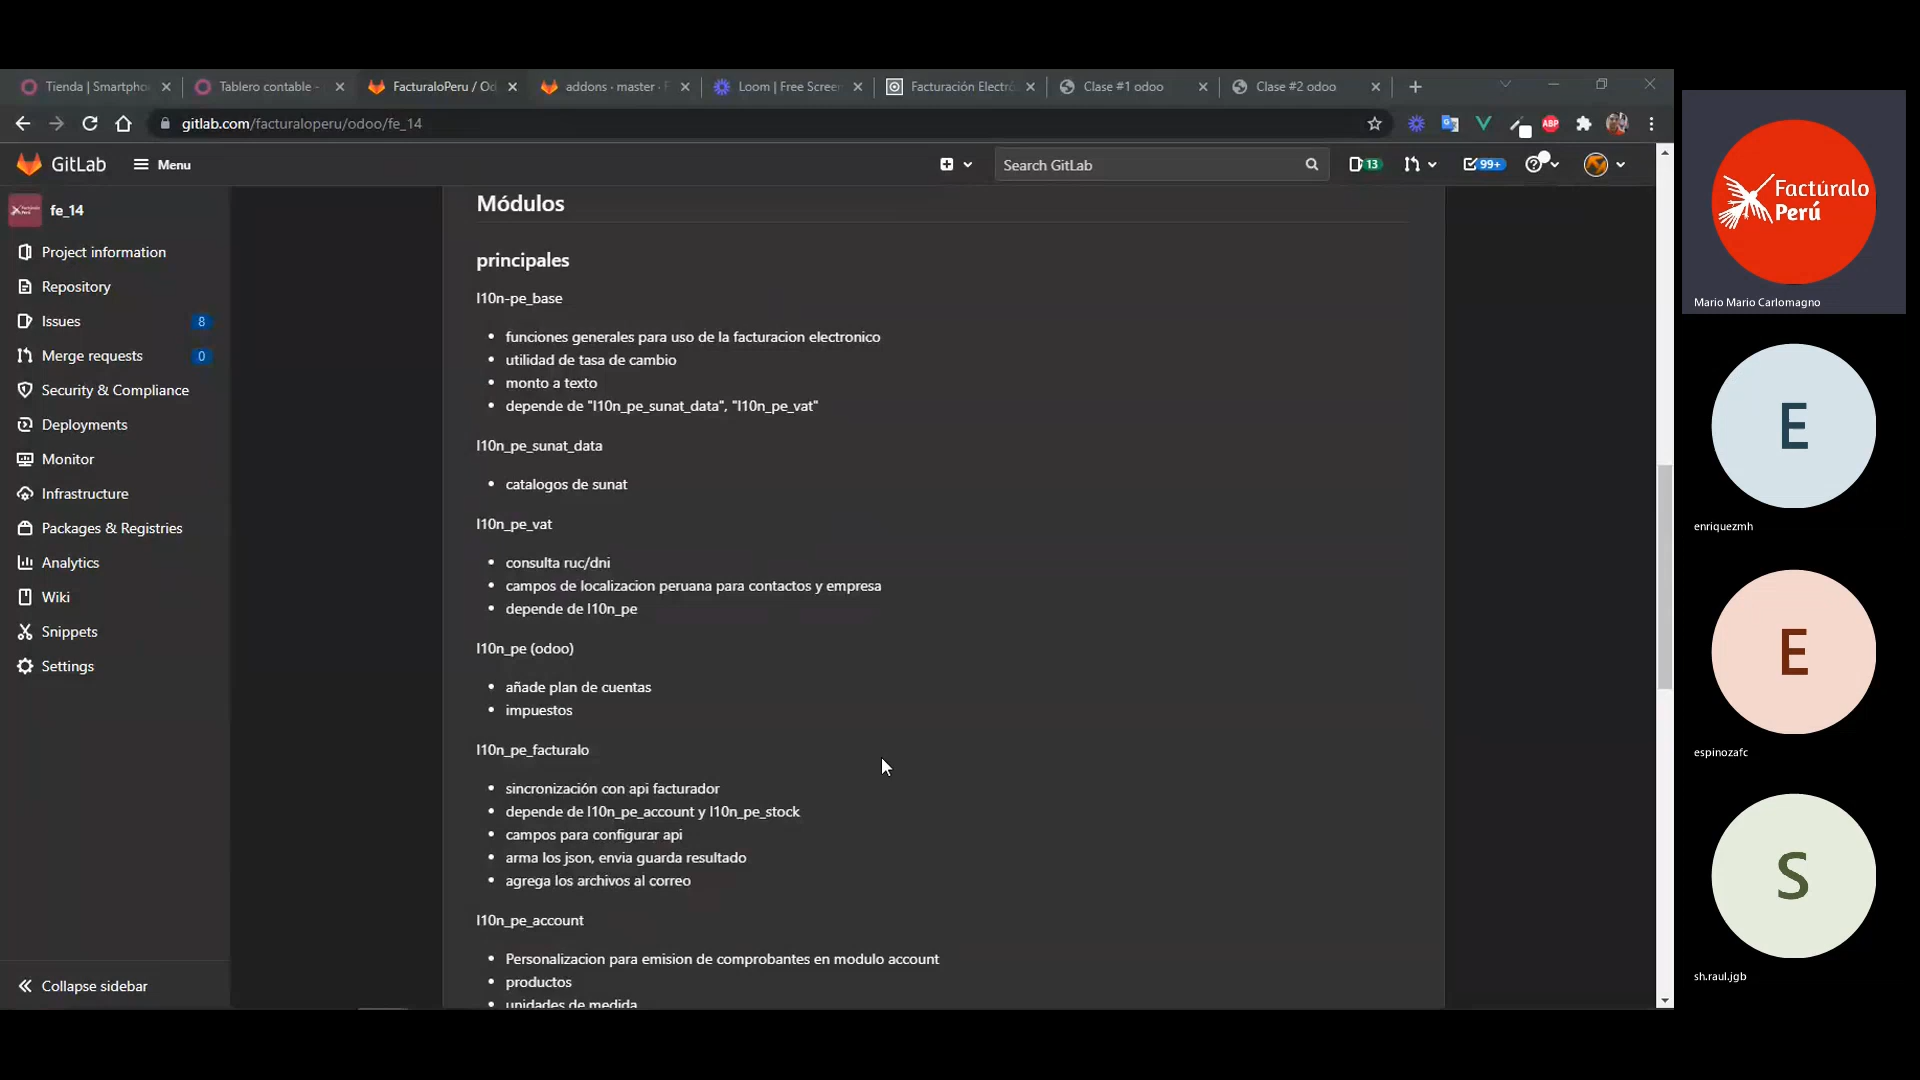 Tienda | Smartpho
Tablero contable -
FacturaloPeru / Od
addons · master · F
Loom | Free Screen
Facturación Electró
Clase #1 odoo
Clase #2 odoo
gitlab.com/facturaloperu/odoo/fe_14
ABP
GitLab
Menu
Search GitLab
13
99+
fe_14
Project information
Repository
Issues
8
Merge requests
0
Security & Compliance
Deployments
Monitor
Infrastructure
Packages & Registries
Analytics
Wiki
Snippets
Settings
Collapse sidebar
Módulos
principales
l10n-pe_base
funciones generales para uso de la facturacion electronico
utilidad de tasa de cambio
monto a texto
depende de "l10n_pe_sunat_data", "l10n_pe_vat"
l10n_pe_sunat_data
catalogos de sunat
l10n_pe_vat
consulta ruc/dni
campos de localizacion peruana para contactos y empresa
depende de l10n_pe
l10n_pe (odoo)
añade plan de cuentas
impuestos
l10n_pe_facturalo
sincronización con api facturador
depende de l10n_pe_account y l10n_pe_stock
campos para configurar api
arma los json, envia guarda resultado
agrega los archivos al correo
l10n_pe_account
Personalizacion para emision de comprobantes en modulo account
productos
unidades de medida
Factúralo
Perú
Mario Mario Carlomagno
E
enriquezmh
E
espinozafc
S
sh.raul.jgb